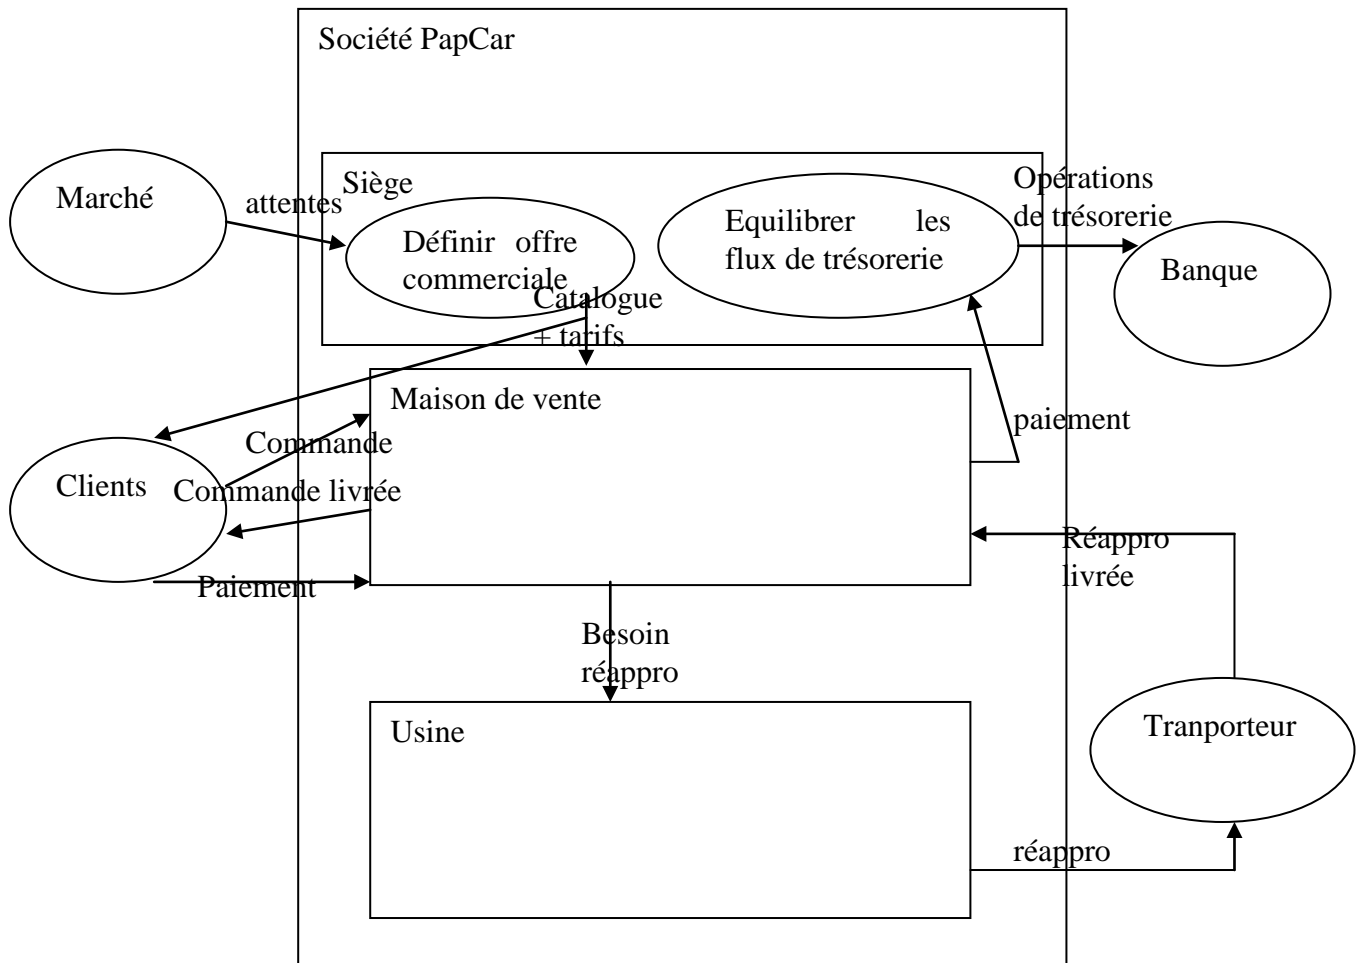 Société PapCar
Marché
attentes
Siège
Définir offre
commerciale
Equilibrer les
flux de trésorerie
Opérations
de trésorerie
Banque
Catalogue
+ tarifs
Maison de vente
paiement
Commande
Clients
Commande livrée
Paiement
Réappro
livrée
Besoin
réappro
Usine
Tranporteur
réappro